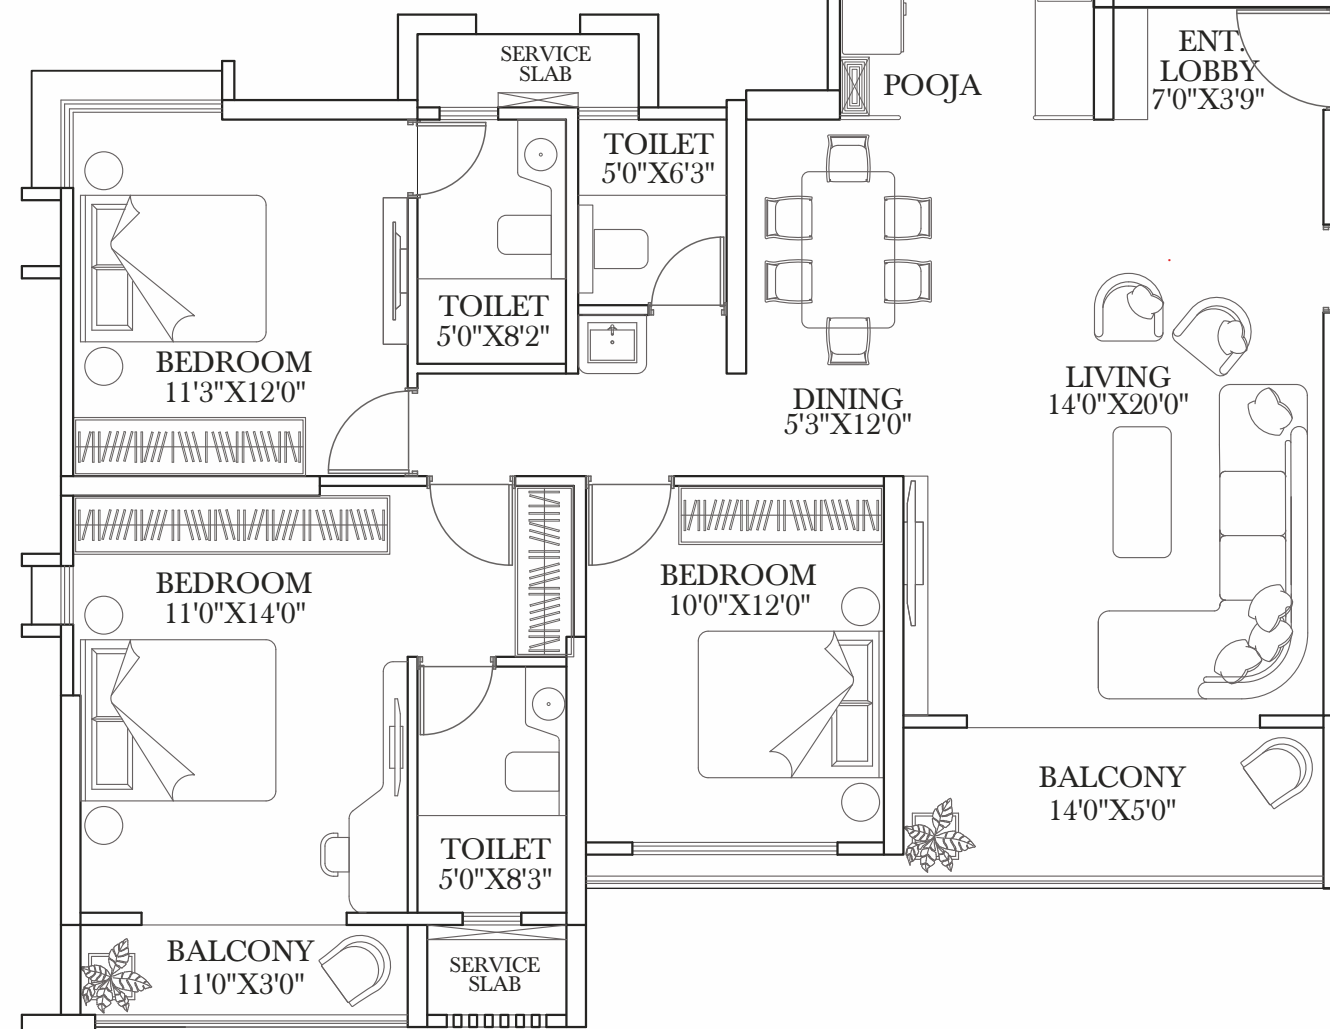 SERVICE
SLAB
ENT.
LOBBY
7'0"X3'9"
POOJA
TOILET
5'0"X6'3"
TOILET
5'0"X8'2"
BEDROOM
11'3"X12'0"
DINING
5'3"X12'0"
LIVING
14'0"X20'0"
BEDROOM
11'0"X14'0"
BEDROOM
10'0"X12'0"
BALCONY
14'0"X5'0"
TOILET
5'0"X8'3"
BALCONY
11'0"X3'0"
SERVICE
SLAB